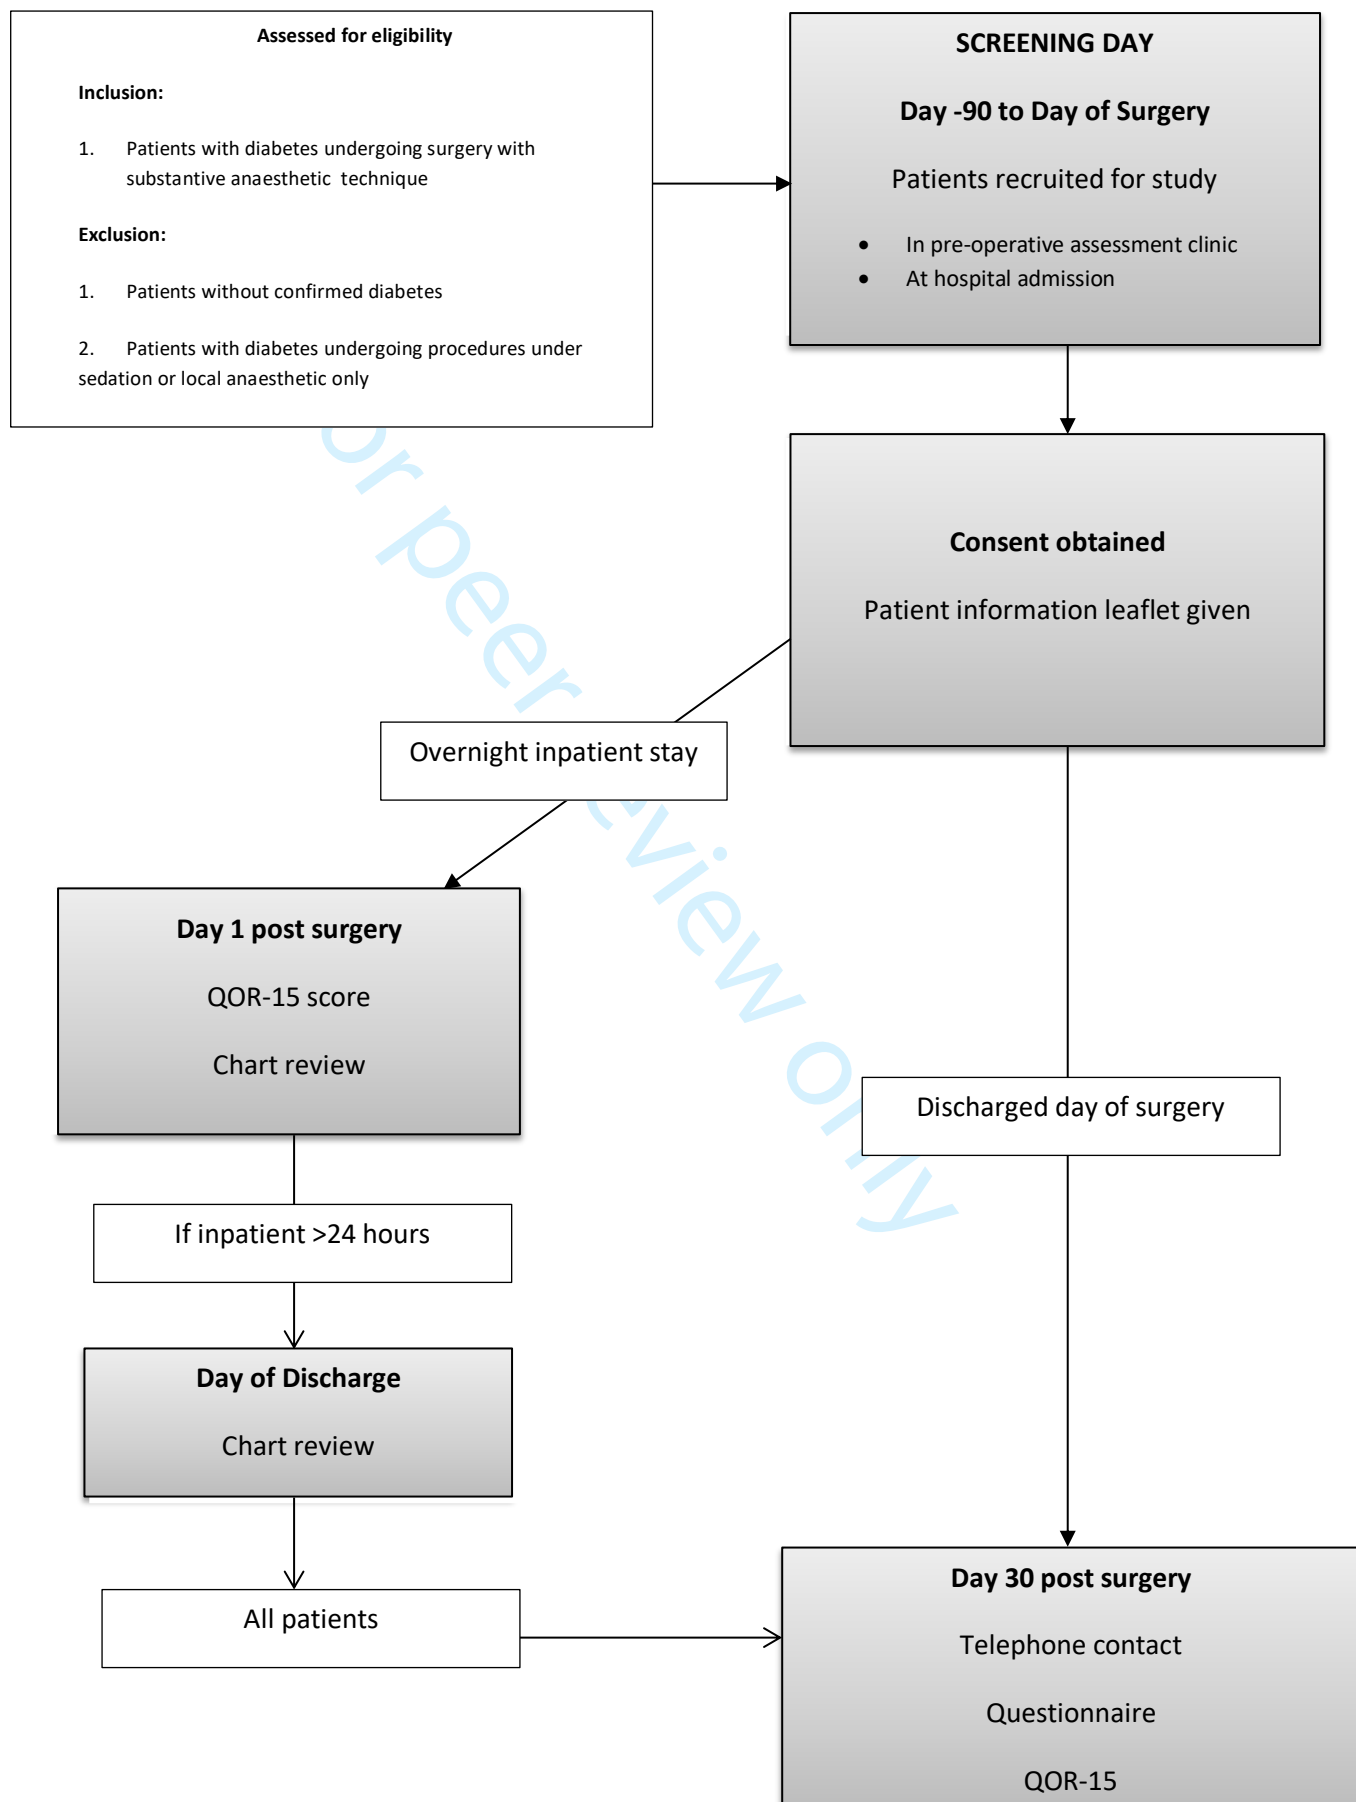 Assessed for eligibility
Inclusion:
1. Patients with diabetes undergoing surgery with
substantive anaesthetic technique
Exclusion:
1. Patients without confirmed diabetes
2. Patients with diabetes undergoing procedures under
sedation or local anaesthetic only
SCREENING DAY
Day -90 to Day of Surgery
Patients recruited for study
• In pre-operative assessment clinic
• At hospital admission
Consent obtained
Patient information leaflet given
Overnight inpatient stay
Day 1 post surgery
QOR-15 score
Chart review
Discharged day of surgery
If inpatient >24 hours
Day of Discharge
Chart review
All patients
Day 30 post surgery
Telephone contact
Questionnaire
QOR-15
or peer review only